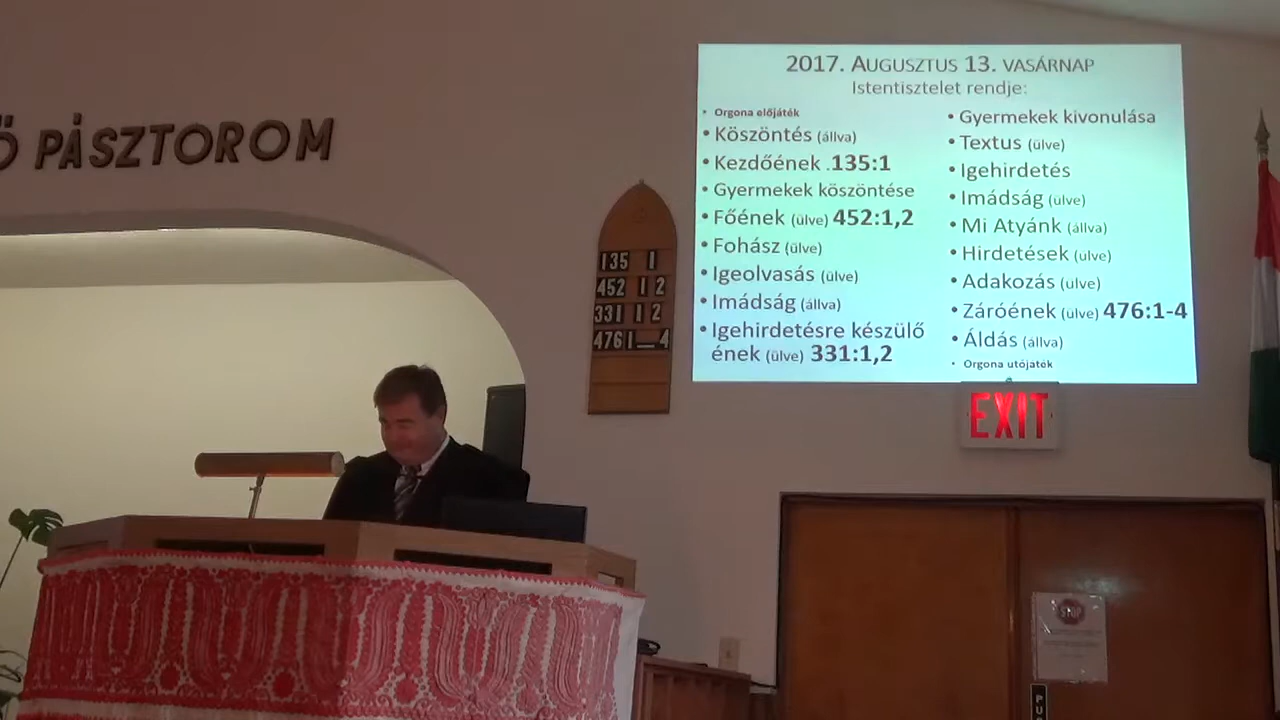 Ő PÁSZTOROM
135 1
452 1 2
331 1 2
476 1_4
2017. AUGUSZTUS 13. VASÁRNAP
Istentisztelet rendje:
• Orgona előjáték
• Köszöntés (állva)
• Kezdőének .135:1
• Gyermekek köszöntése
• Főének (ülve) 452:1,2
• Fohász (ülve)
• Igeolvasás (ülve)
• Imádság (állva)
• Igehirdetésre készülő
ének (ülve) 331:1,2
• Gyermekek kivonulása
• Textus (ülve)
• Igehirdetés
• Imádság (ülve)
• Mi Atyánk (állva)
• Hirdetések (ülve)
• Adakozás (ülve)
• Záróének (ülve) 476:1-4
• Áldás (állva)
• Orgona utójaték
EXIT